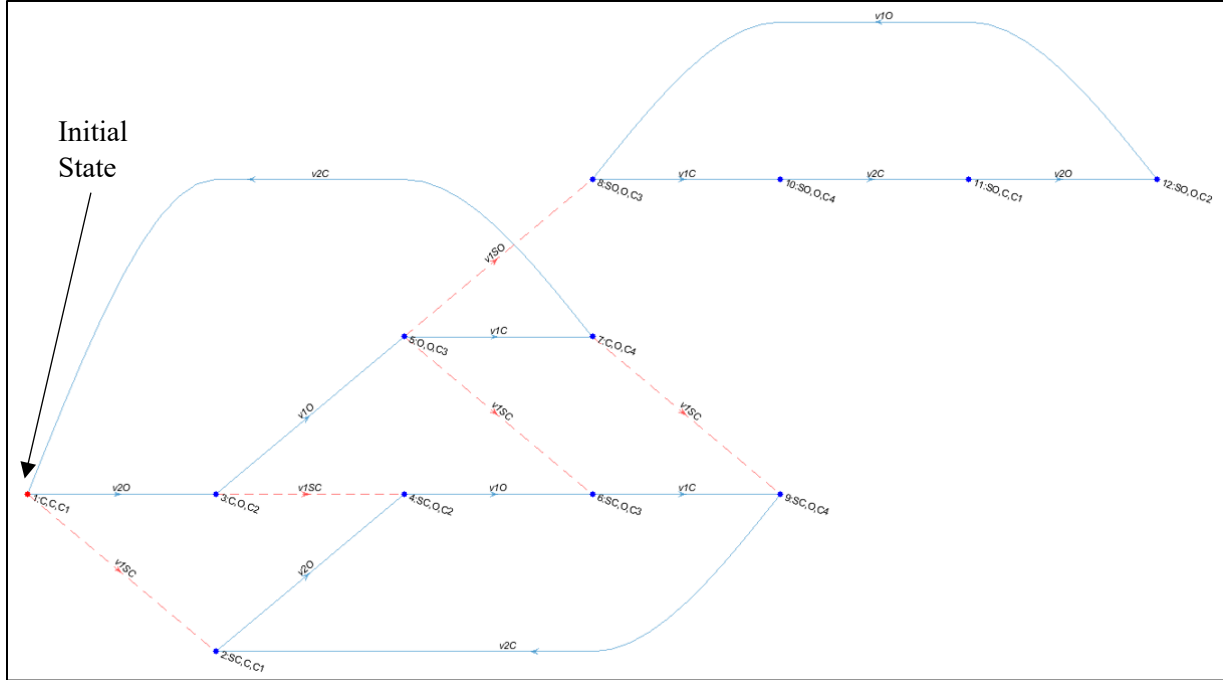 v1O
Initial
State
v2C
8:SO,O,C3
v1C
10:SO,O,C4
v2C
11:SO,C,C1
v2O
12:SO,O,C2
v1SO
5:O,O,C3
v1C
7:C,O,C4
v1O
v1SC
v1SC
1:C,C,C1
v2O
3:C,O,C2
v1SC
4:SC,O,C2
v1O
6:SC,O,C3
v1C
9:SC,O,C4
v1SC
v2O
2:SC,C,C1
v2C